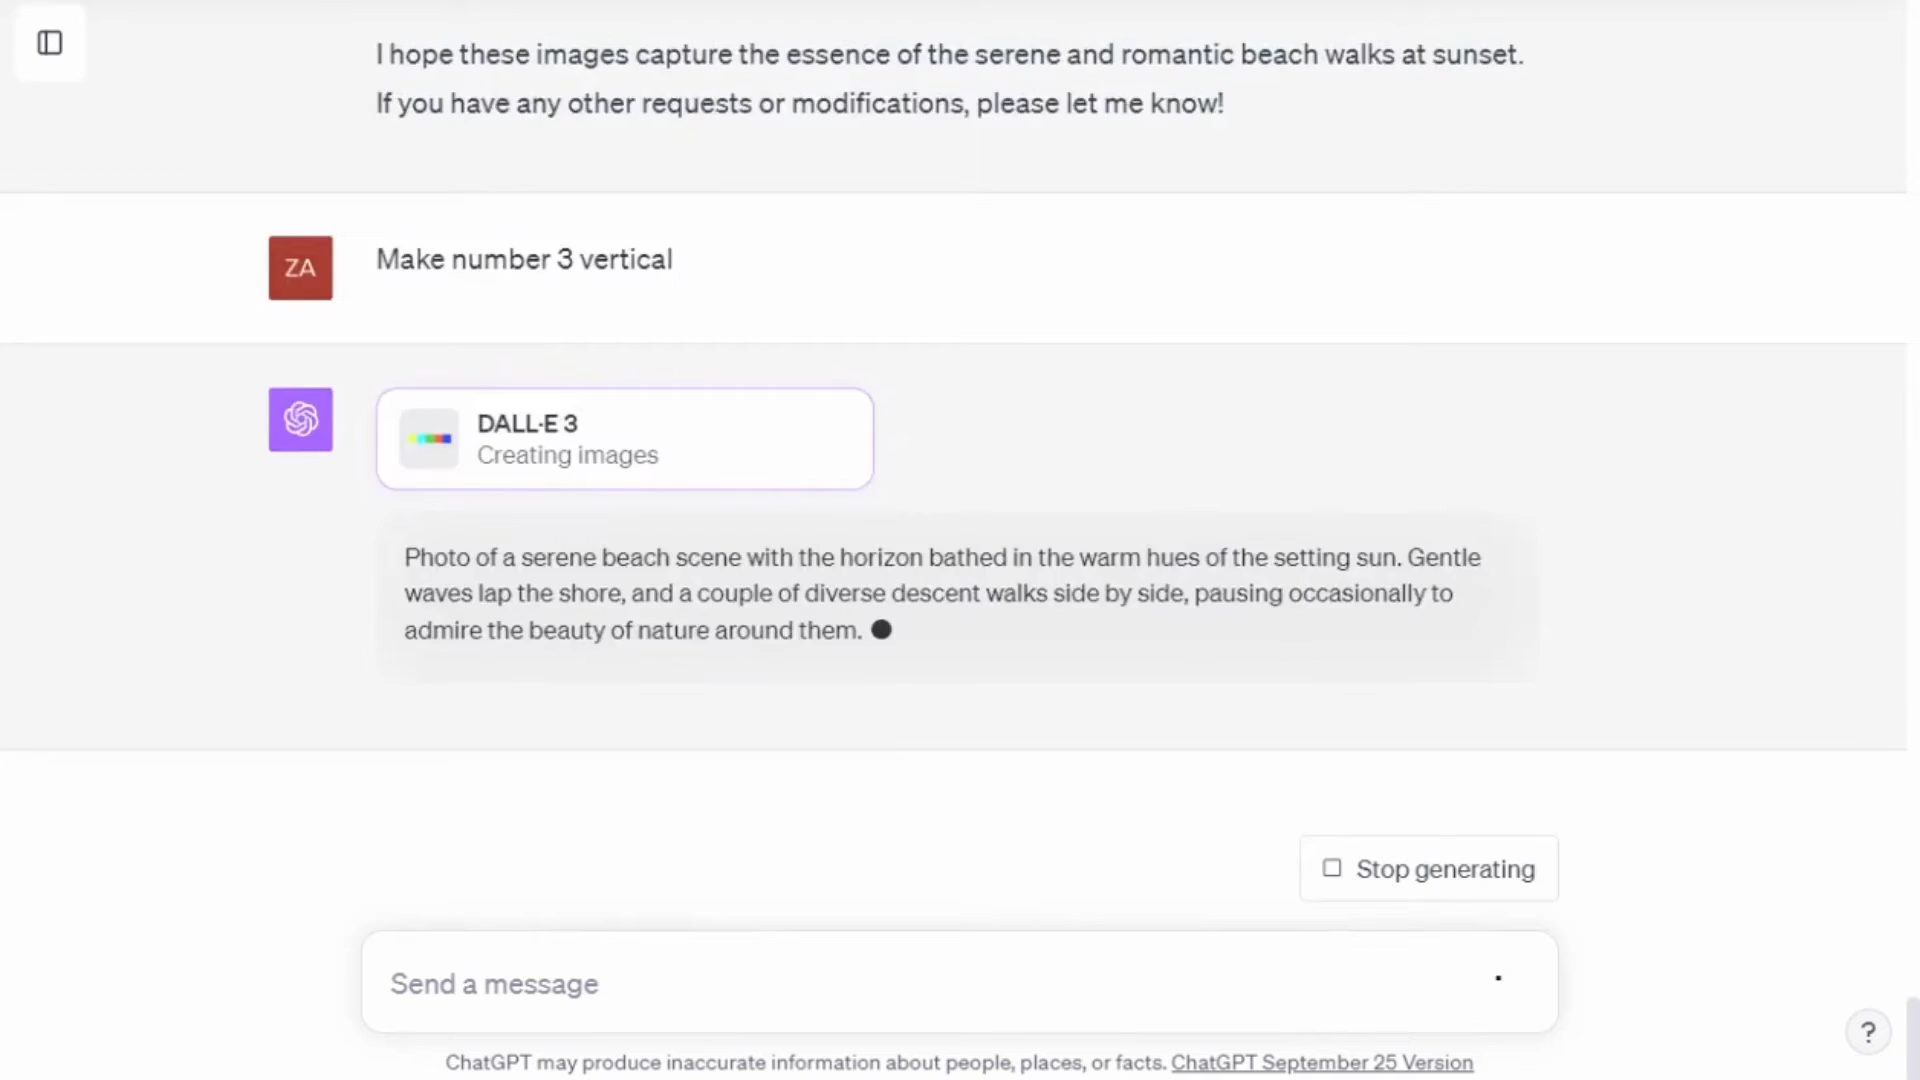 I hope these images capture the essence of the serene and romantic beach walks at sunset.
If you have any other requests or modifications, please let me know!
ZA
Make number 3 vertical
DALL·E 3
Creating images
Photo of a serene beach scene with the horizon bathed in the warm hues of the setting sun. Gentle
waves lap the shore, and a couple of diverse descent walks side by side, pausing occasionally to
admire the beauty of nature around them.
Stop generating
Send a message
?
ChatGPT may produce inaccurate information about people, places, or facts. ChatGPT September 25 Version